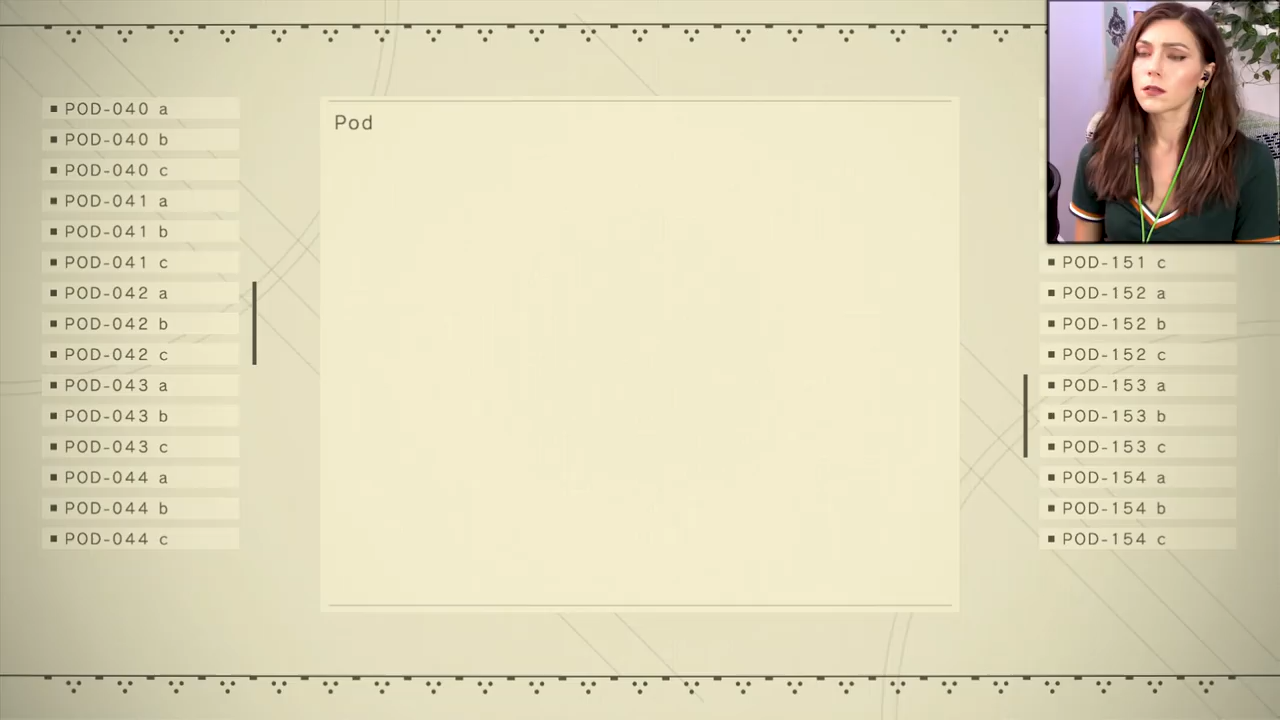 POD-040 a
POD-040 b
POD-040 c
POD-041 a
POD-041 b
POD-041 c
POD-042 a
POD-042 b
POD-042 c
POD-043 a
POD-043 b
POD-043 c
POD-044 a
POD-044 b
POD-044 c
Pod
POD-151 c
POD-152 a
POD-152 b
POD-152 c
POD-153 a
POD-153 b
POD-153 c
POD-154 a
POD-154 b
POD-154 c